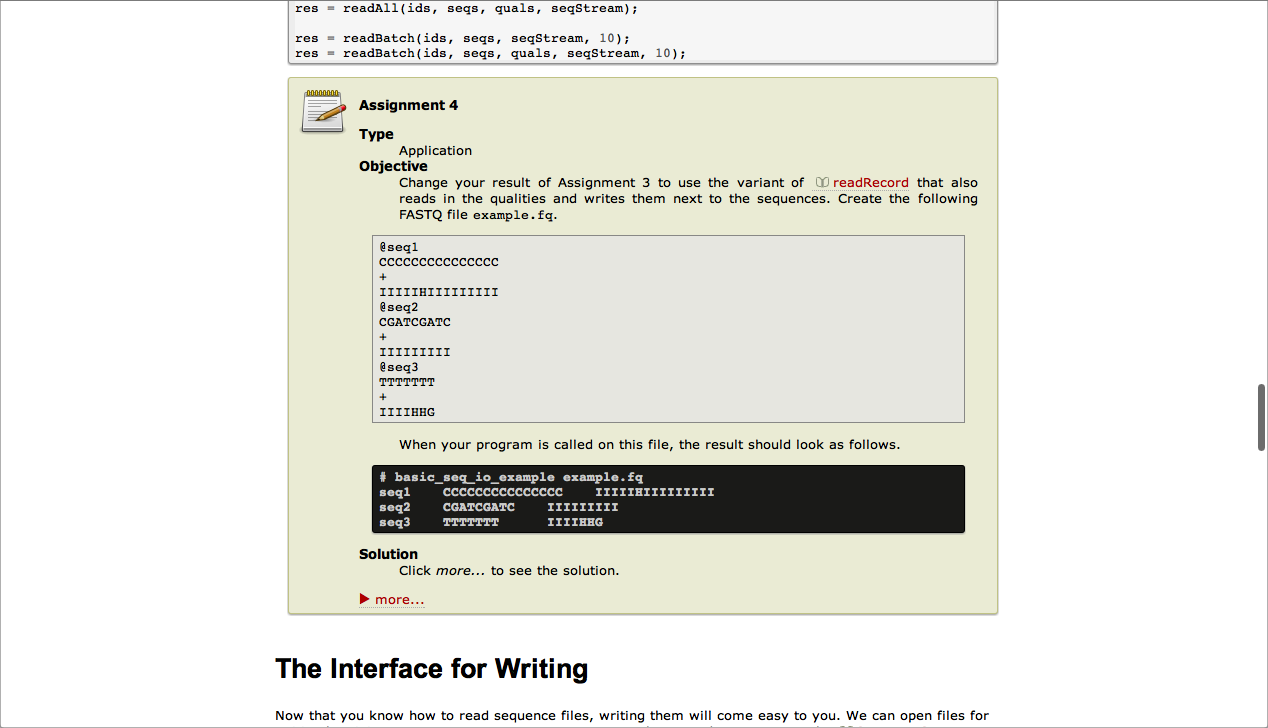 res = readAll(ids, seqs, quals, seqStream);
res = readBatch(ids, seqs, seqStream, 10);
res = readBatch(ids, seqs, quals, seqStream, 10);
Assignment 4
Type
Application
Objective
Change your result of Assignment 3 to use the variant of readRecord that also
reads in the qualities and writes them next to the sequences. Create the following
FASTQ file example.fq.
@seq1
CCCCCCCCCCCCCCC
+
IIIIIHIIIIIIIII
@seq2
CGATCGATC
+
IIIIIIIII
@seq3
TTTTTTT
+
IIIIHHG
When your program is called on this file, the result should look as follows.
# basic_seq_io_example example.fq
seq1    CCCCCCCCCCCCCCC    IIIIIHIIIIIIIII
seq2    CGATCGATC    IIIIIIIII
seq3    TTTTTTT      IIIIHHG
Solution
Click more... to see the solution.
more...
The Interface for Writing
Now that you know how to read sequence files, writing them will come easy to you. We can open files for